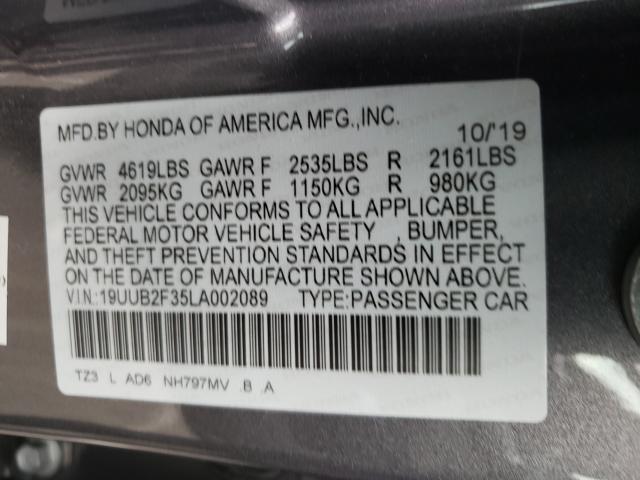 MFD.BY HONDA OF AMERICA MFG.,INC. 10/'19
GVWR 4619LBS GAWR F 2535LBS R 2161LBS
GVWR 2095KG GAWR F 1150KG R 980KG
THIS VEHICLE CONFORMS TO ALL APPLICABLE
FEDERAL MOTOR VEHICLE SAFETY , BUMPER,
AND THEFT PREVENTION STANDARDS IN EFFECT
ON THE DATE OF MANUFACTURE SHOWN ABOVE.
V.I.N:19UUB2F35LA002089 TYPE:PASSENGER CAR
TZ3 L AD6 NH797MV .B .A